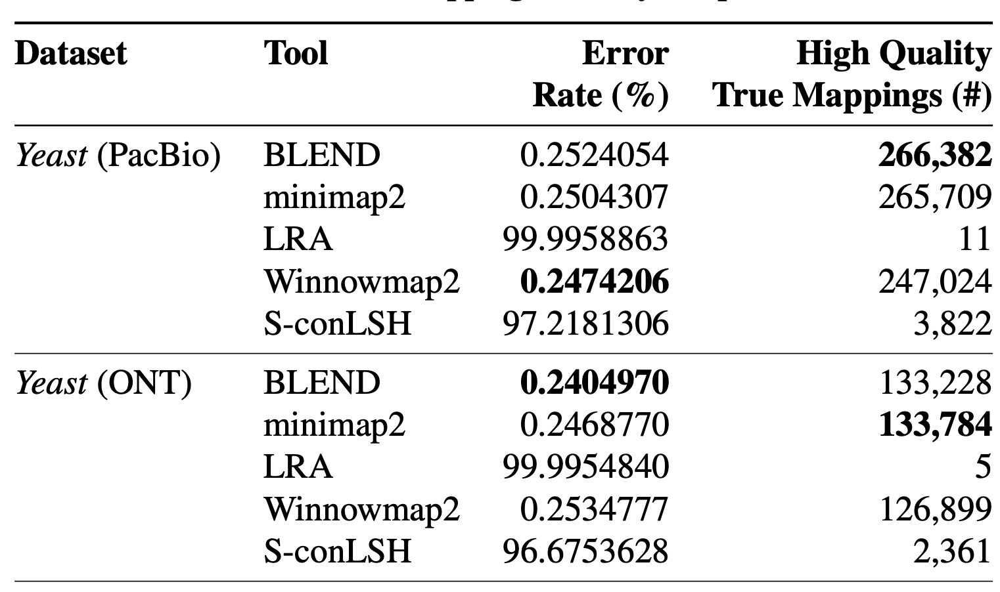 Dataset Tool Error High Quality
Rate (%) True Mappings (#)
Yeast (PacBio) BLEND 0.2524054 266,382
minimap2 0.2504307 265,709
LRA 99.9958863 11
Winnowmap2 0.2474206 247,024
S-conLSH 97.2181306 3,822
Yeast (ONT) BLEND 0.2404970 133,228
minimap2 0.2468770 133,784
LRA 99.9954840 5
Winnowmap2 0.2534777 126,899
S-conLSH 96.6753628 2,361